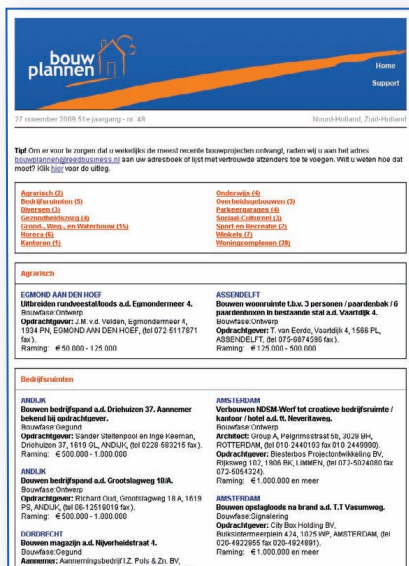 bouw
plannen
Home
Support
27 november 2008 51e jaargang - nr. 48
Noord-Holland, Zuid-Holland
Tip! Om er voor te zorgen dat u wekelijks de meest recente bouwprojecten ontvangt, raden wij u aan het adres
bouwplannen@reedbusiness.nl aan uw adresboek of lijst met vertrouwde afzenders toe te voegen. Wilt u weten hoe dat
moet? Klik hier voor de uitleg.
Agrarisch (2)
Bedrijfsruimten (5)
Diversen (3)
Gezondheidszorg (4)
Grond-, Weg-, en Waterbouw (15)
Horeca (6)
Kantoren (1)
Onderwijs (4)
Overheidsgebouwen (3)
Parkeergarages (4)
Sociaal-Cultureel (3)
Sport en Recreatie (2)
Winkels (7)
Woningcomplexen (38)
Agrarisch
EGMOND AAN DEN HOEF
Uitbreiden rundveestal/loods a.d. Egmondermeer 4.
Bouwfase:Ontwerp
Opdrachtgever: J.M. v.d. Velden, Egmondermeer 4,
1934 PN, EGMOND AAN DEN HOEF, (tel 072-5117871
fax ).
Raming: € 50.000 - 125.000
ASSENDELFT
Bouwen woonruimte t.b.v. 3 personen / paardenbak / 6
paardenboxen in bestaande stal a.d. Vaartdijk 4.
Bouwfase:Ontwerp
Opdrachtgever: T. van Eerde, Vaartdijk 4, 1566 PL,
ASSENDELFT, (tel 075-6874586 fax ).
Raming: € 125.000 - 500.000
Bedrijfsruimten
ANDIJK
Bouwen bedrijfspand a.d. Driehuizen 37. Aannemer
bekend bij opdrachtgever.
Bouwfase:Gegund
Opdrachtgever: Sander Steltenpool en Inge Keeman,
Driehuizen 37, 1619 GL, ANDIJK, (tel 0228-593215 fax ).
Raming: € 500.000 - 1.000.000
ANDIJK
Bouwen bedrijfspand a.d. Grootslagweg 18/A.
Bouwfase:Ontwerp
Opdrachtgever: Richard Oud, Grootslagweg 18 A, 1619
PS, ANDIJK, (tel 06-12519018 fax ).
Raming: € 500.000 - 1.000.000
DORDRECHT
Bouwen magazijn a.d. Nijverheidstraat 4.
Bouwfase:Gegund
Aannemer: Aannemingsbedrijf I.Z. Puls & Zn. BV,
AMSTERDAM
Verbouwen NDSM-Werf tot creatieve bedrijfsruimte /
kantoor / hotel a.d. tt. Neveritaweg.
Bouwfase:Ontwerp
Architect: Group A, Pelgrimsstraat 5b, 3029 BH,
ROTTERDAM, (tel 010-2440193 fax 010-2449990).
Opdrachtgever: Biesterbos Projectontwikkeling BV,
Rijksweg 102, 1906 BK, LIMMEN, (tel 072-5074080 fax
072-5054324).
Raming: € 1.000.000 en meer
AMSTERDAM
Bouwen opslagloods na brand a.d. T.T Vasumweg.
Bouwfase:Signalering
Opdrachtgever: City Box Holding BV,
Buikslotermeerplein 424, 1025 WP, AMSTERDAM, (tel
020-4922955 fax 020-4924891).
Raming: € 1.000.000 en meer